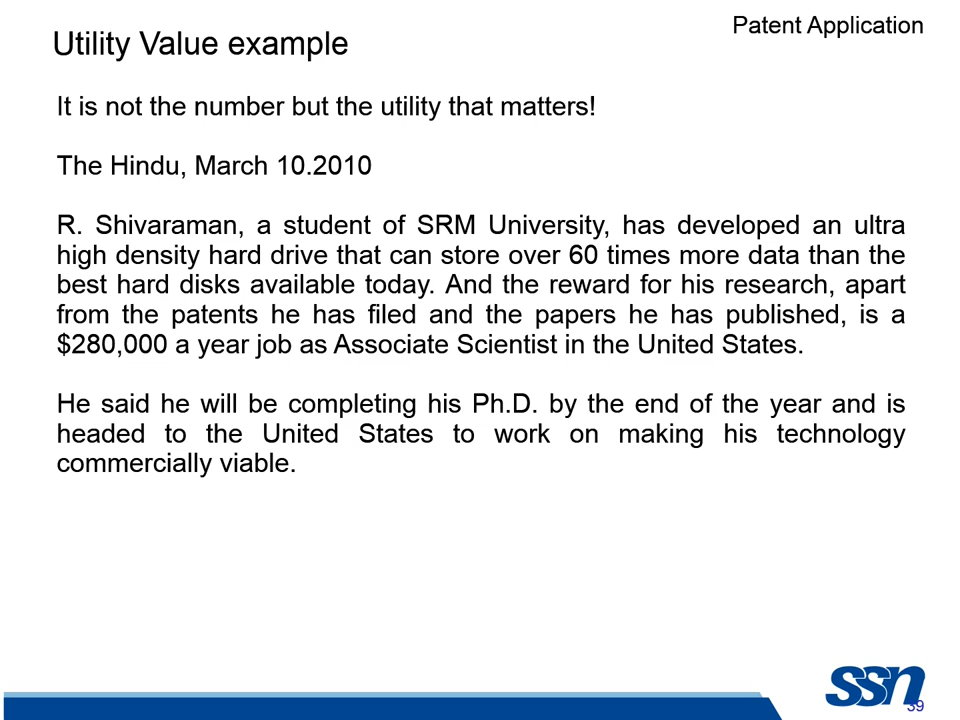 Patent Application
Utility Value example
It is not the number but the utility that matters!
The Hindu, March 10.2010
R. Shivaraman, a student of SRM University, has developed an ultra
high density hard drive that can store over 60 times more data than the
best hard disks available today. And the reward for his research, apart
from the patents he has filed and the papers he has published, is a
$280,000 a year job as Associate Scientist in the United States.
He said he will be completing his Ph.D. by the end of the year and is
headed to the United States to work on making his technology
commercially viable.
ssn
39